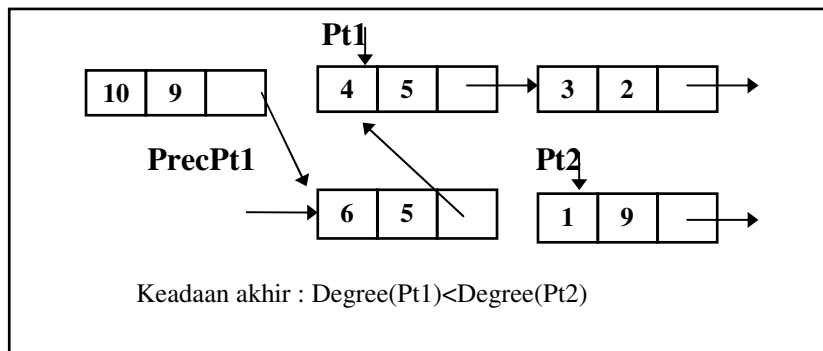 Pt1
10 9 4 5 3 2
PrecPt1 Pt2
6 5 1 9
Keadaan akhir : Degree(Pt1)<Degree(Pt2)